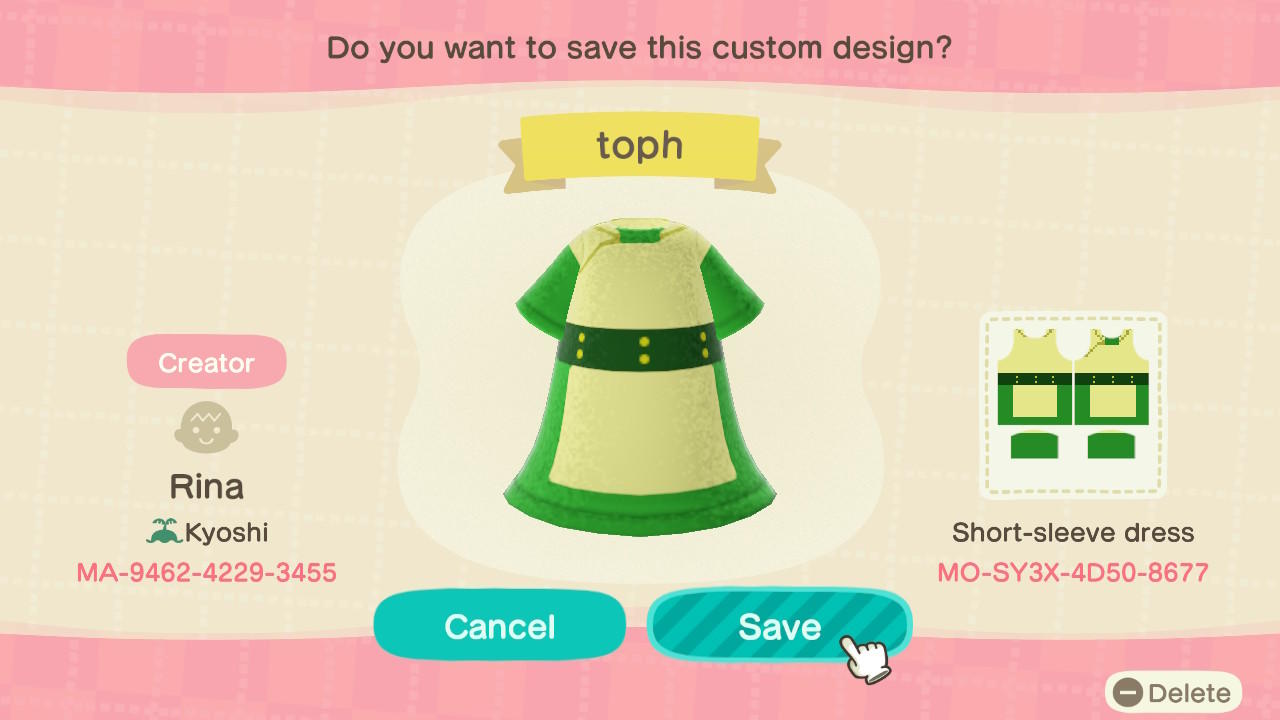 Do you want to save this custom design?
toph
Creator
Rina
Kyoshi
MA-9462-4229-3455
Short-sleeve dress
MO-SY3X-4D50-8677
Cancel
Save
Delete